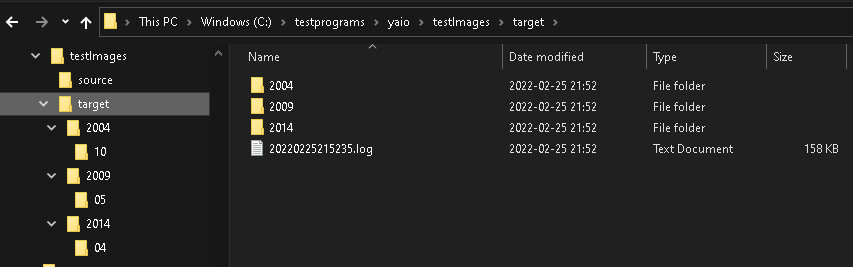 This PC > Windows (C:) > testprograms > yaio > testImages > target >
testImages
source
target
2004
10
2009
05
2014
04
Name Date modified Type Size
2004 2022-02-25 21:52 File folder
2009 2022-02-25 21:52 File folder
2014 2022-02-25 21:52 File folder
20220225215235.log 2022-02-25 21:52 Text Document 158 KB